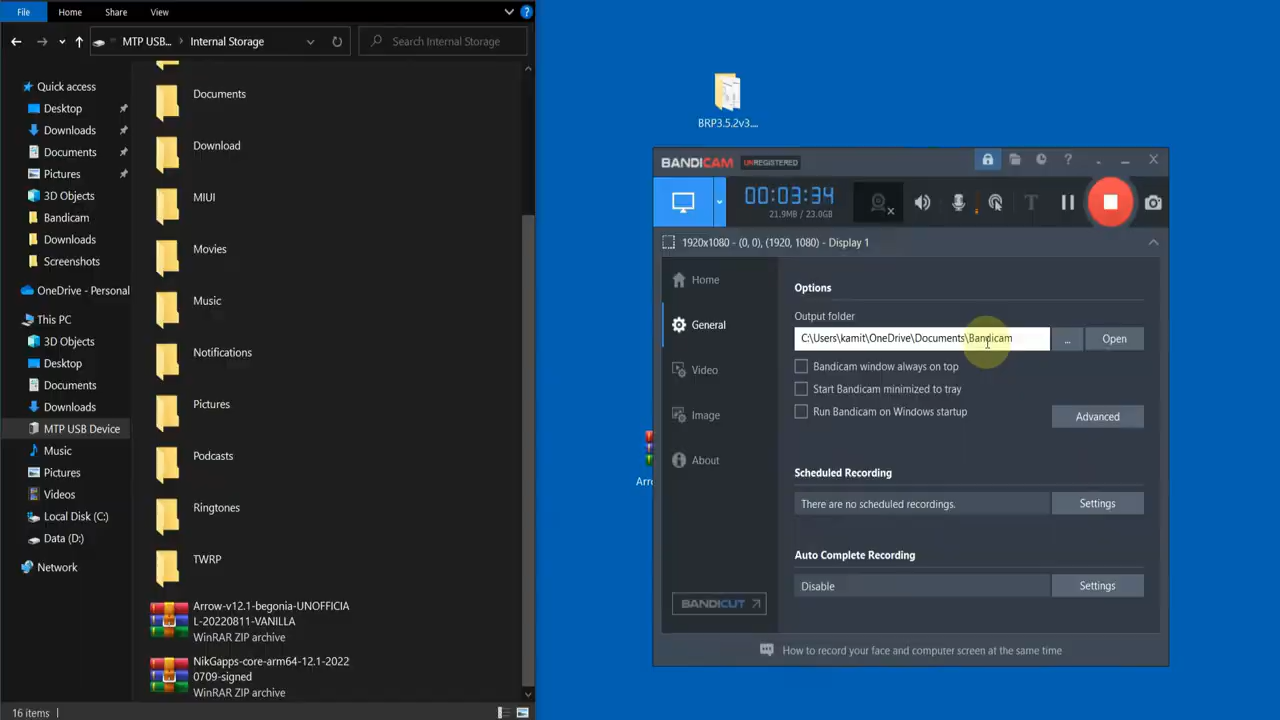 File
Home
Share
View
MTP USB...
Internal Storage
Search Internal Storage
Quick access
Desktop
Downloads
Documents
Pictures
3D Objects
Bandicam
Downloads
Screenshots
OneDrive - Personal
This PC
3D Objects
Desktop
Documents
Downloads
MTP USB Device
Music
Pictures
Videos
Local Disk (C:)
Data (D:)
Network
Documents
Download
MIUI
Movies
Music
Notifications
Pictures
Podcasts
Ringtones
TWRP
Arrow-v12.1-begonia-UNOFFICIA
L-20220811-VANILLA
WinRAR ZIP archive
NikGapps-core-arm64-12.1-2022
0709-signed
WinRAR ZIP archive
16 items
BRP3.5.2v3....
Arro
BANDICAM UNREGISTERED
00:03:34
21.9MB / 23.0GB
1920x1080 - (0, 0), (1920, 1080) - Display 1
Home
General
Video
Image
About
BANDICUT
Options
Output folder
C:\Users\kamit\OneDrive\Documents\Bandicam
...
Open
Bandicam window always on top
Start Bandicam minimized to tray
Run Bandicam on Windows startup
Advanced
Scheduled Recording
There are no scheduled recordings.
Settings
Auto Complete Recording
Disable
Settings
How to record your face and computer screen at the same time